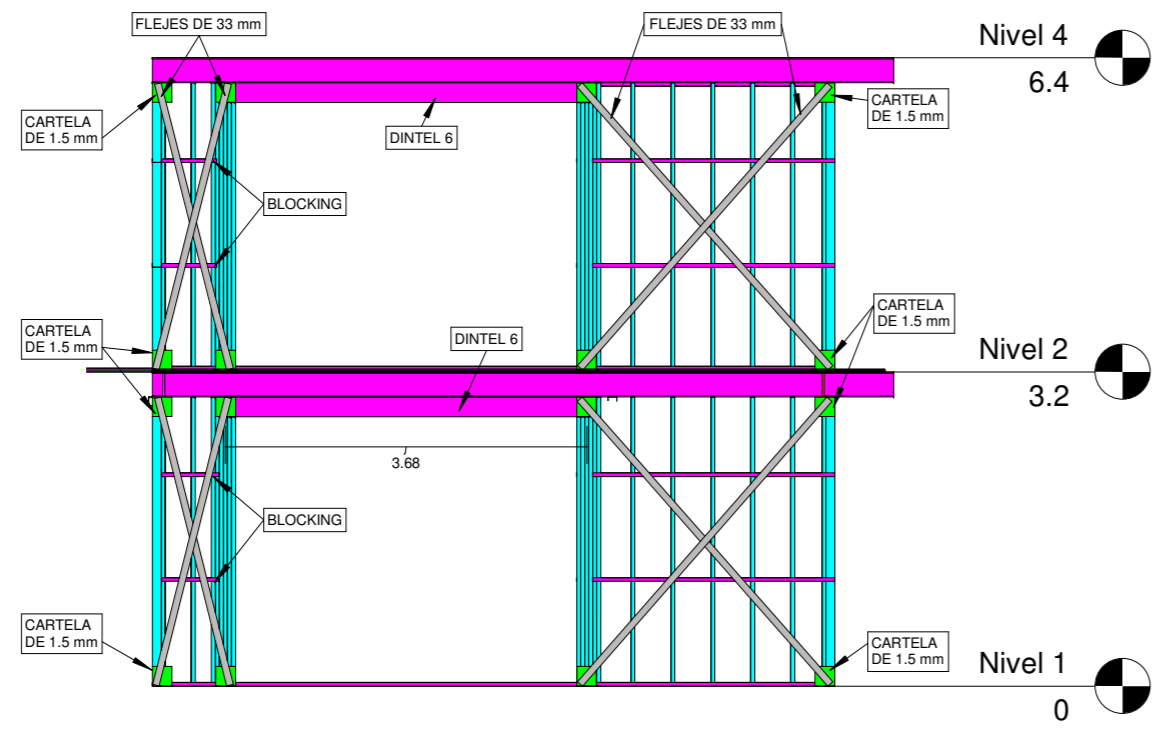 FLEJES DE 33 mm
FLEJES DE 33 mm
Nivel 4
6.4
CARTELA
DE 1.5 mm
CARTELA
DE 1.5 mm
DINTEL 6
BLOCKING
CARTELA
DE 1.5 mm
CARTELA
DE 1.5 mm
DINTEL 6
Nivel 2
3.2
3.68
BLOCKING
CARTELA
DE 1.5 mm
CARTELA
DE 1.5 mm
Nivel 1
0